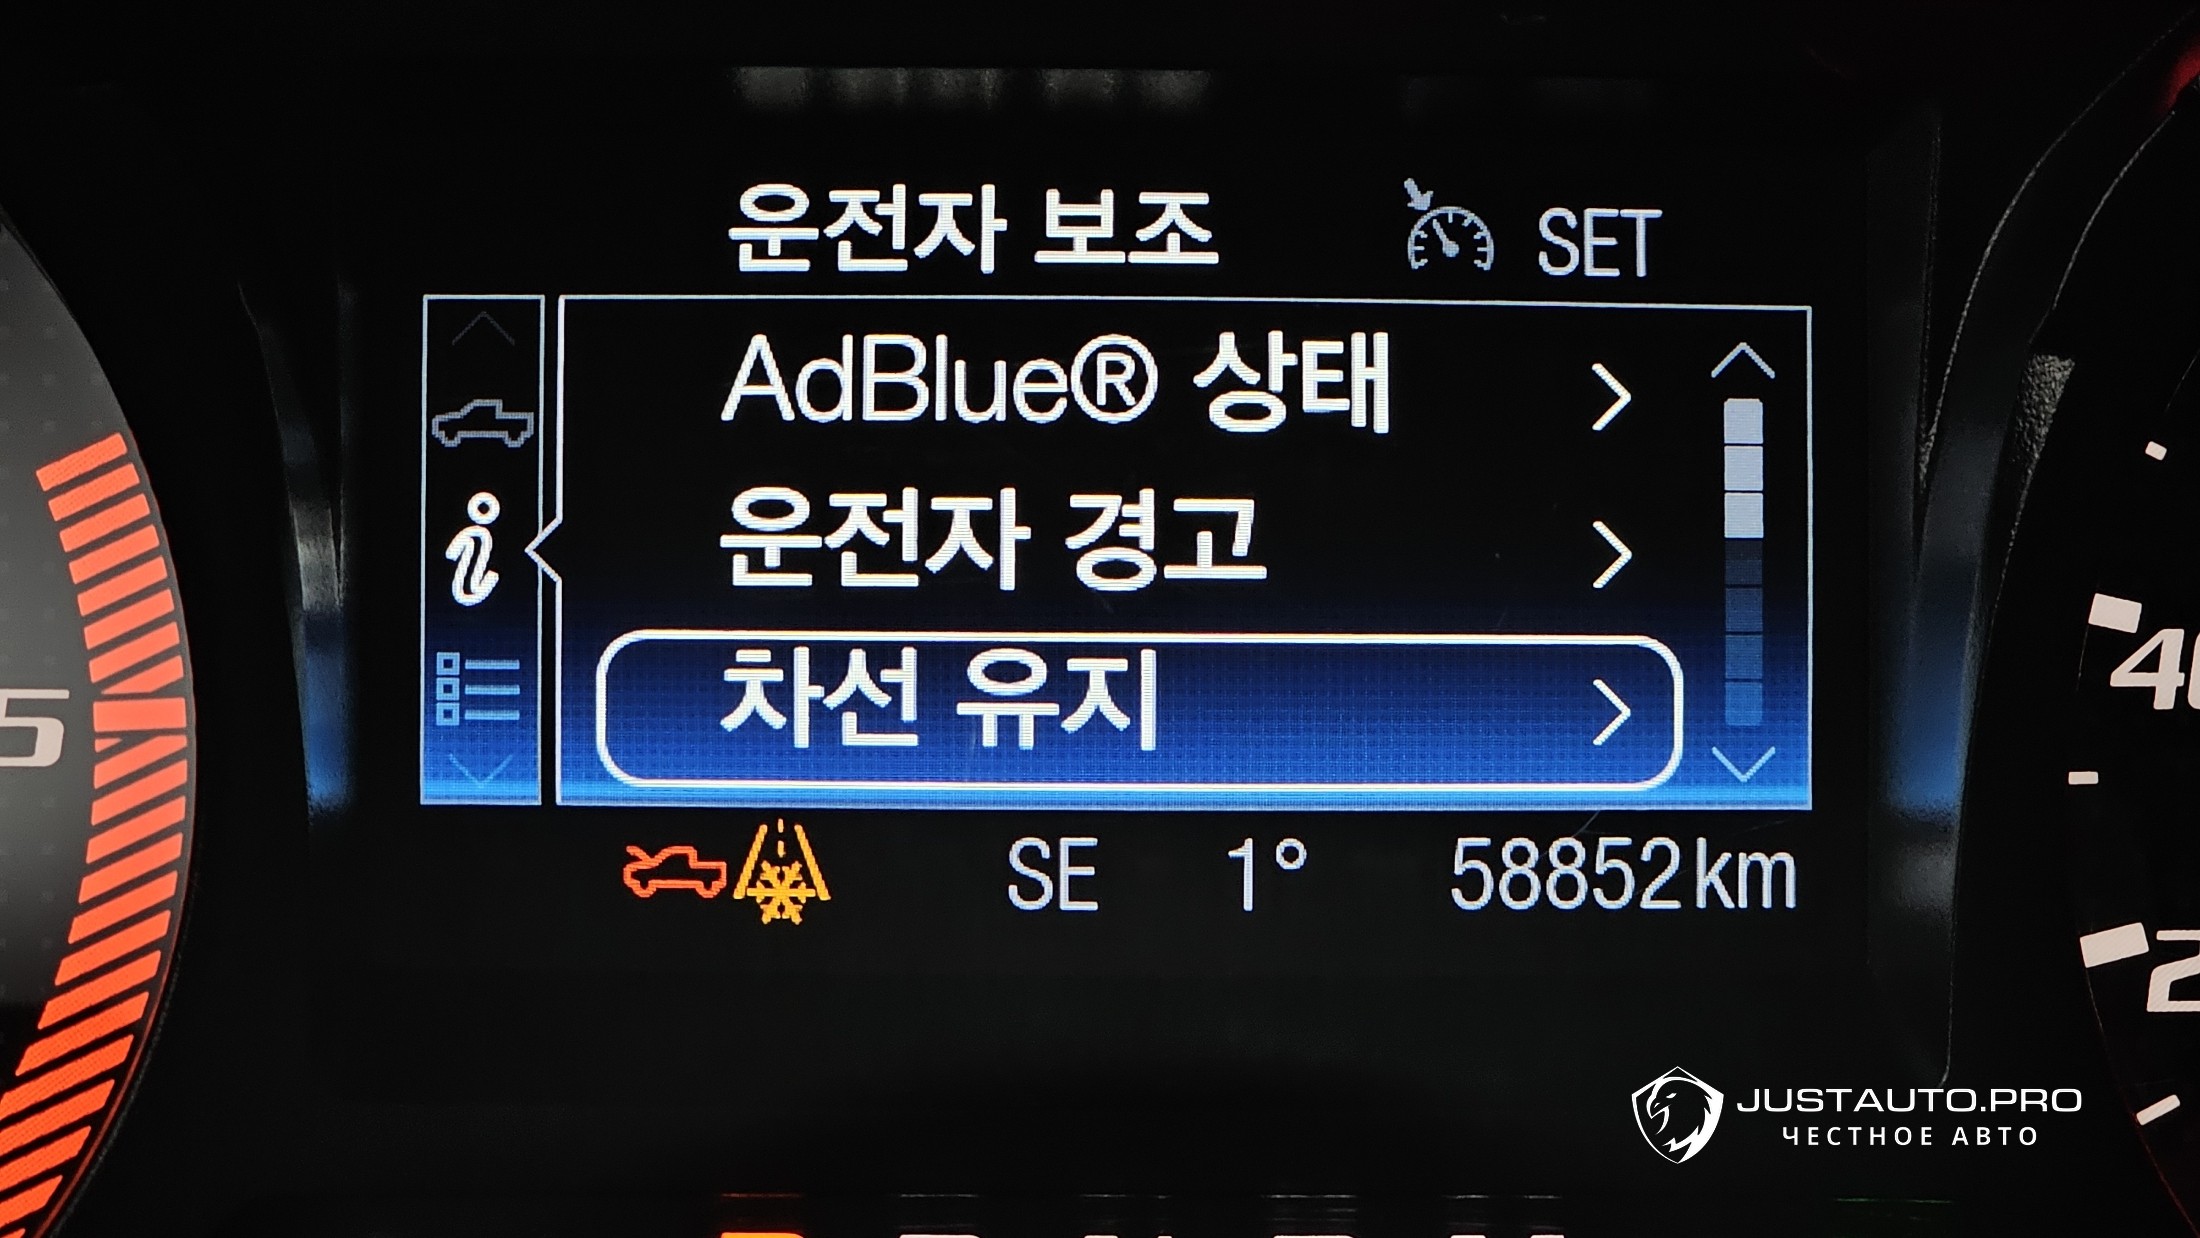 운전자 보조 SET
AdBlue® 상태
운전자 경고
차선 유지
SE 1° 58852km
5
JUSTAUTO.PRO
ЧЕСТНОЕ АВТО